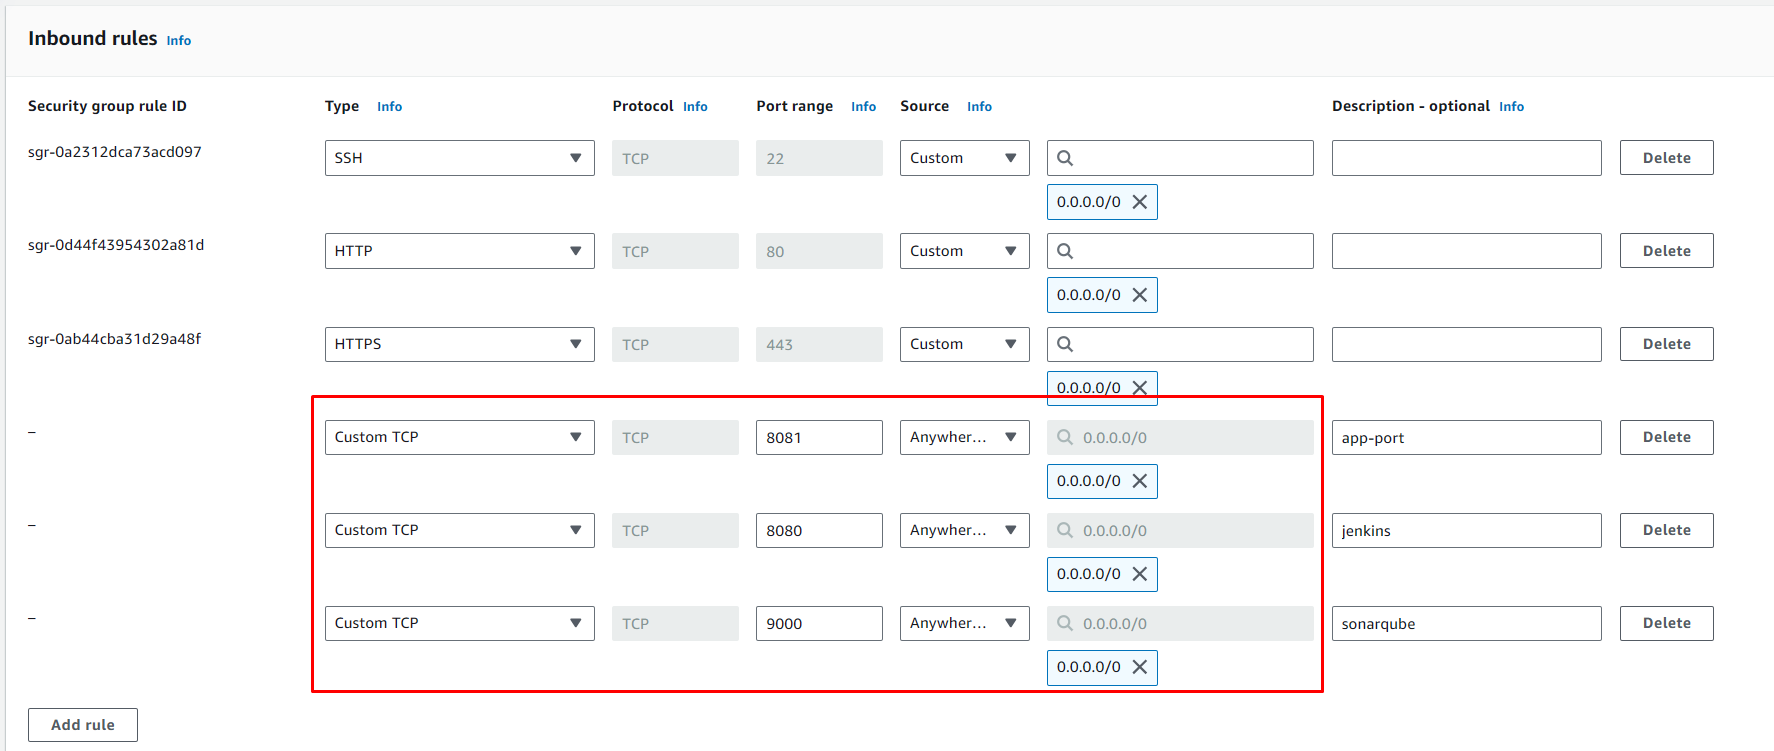 Inbound rules Info
Security group rule ID Type Info Protocol Info Port range Info Source Info Description - optional Info
sgr-0a2312dca73acd097 SSH TCP 22 Custom Delete
0.0.0.0/0
sgr-0d44f43954302a81d HTTP TCP 80 Custom Delete
0.0.0.0/0
sgr-0ab44cba31d29a48f HTTPS TCP 443 Custom Delete
0.0.0.0/0
– Custom TCP TCP 8081 Anywher... 0.0.0.0/0 app-port Delete
0.0.0.0/0
– Custom TCP TCP 8080 Anywher... 0.0.0.0/0 jenkins Delete
0.0.0.0/0
– Custom TCP TCP 9000 Anywher... 0.0.0.0/0 sonarqube Delete
0.0.0.0/0
Add rule